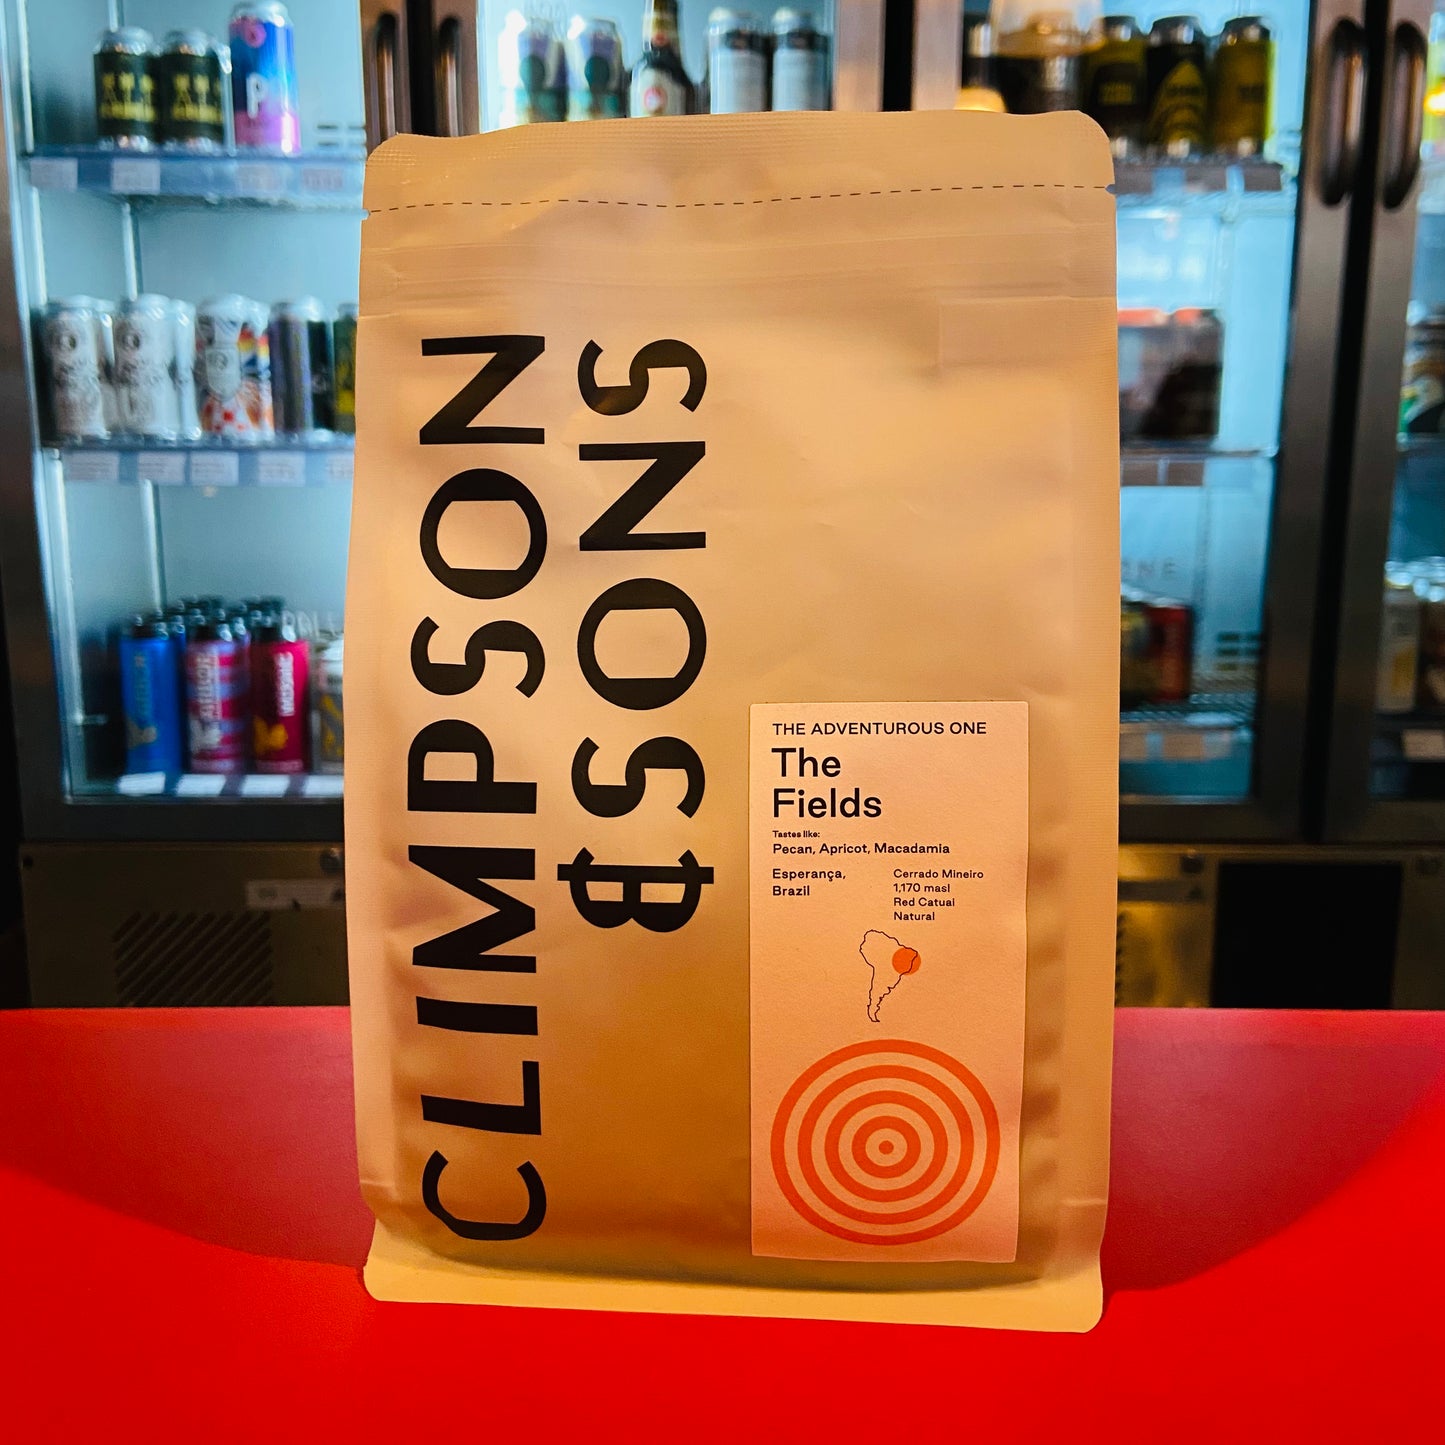 CLIMPSON
& SONS
THE ADVENTUROUS ONE
The
Fields
Tastes like:
Pecan, Apricot, Macadamia
Esperança,
Brazil
Cerrado Mineiro
1,170 masl
Red Catuai
Natural